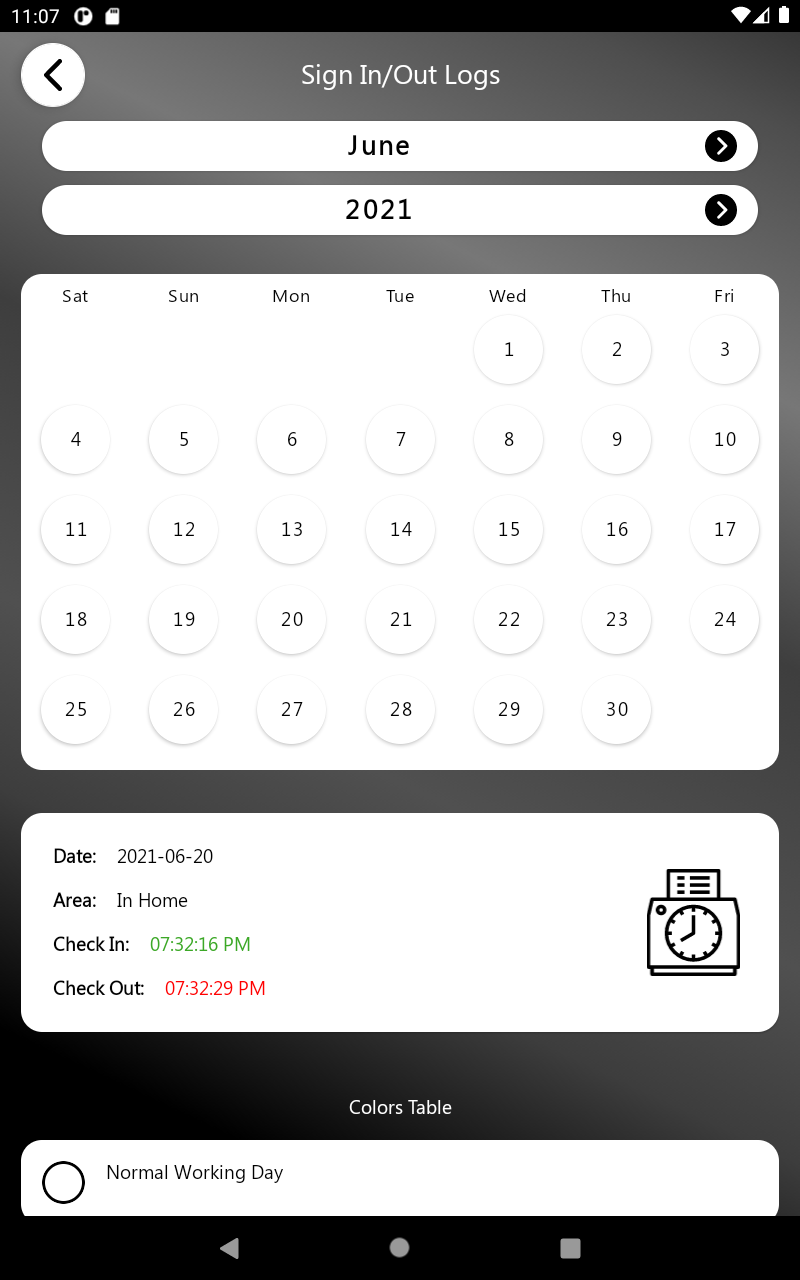 11:07
Sign In/Out Logs
June
2021
Sat Sun Mon Tue Wed Thu Fri
1 2 3
4 5 6 7 8 9 10
11 12 13 14 15 16 17
18 19 20 21 22 23 24
25 26 27 28 29 30
Date: 2021-06-20
Area: In Home
Check In: 07:32:16 PM
Check Out: 07:32:29 PM
Colors Table
Normal Working Day